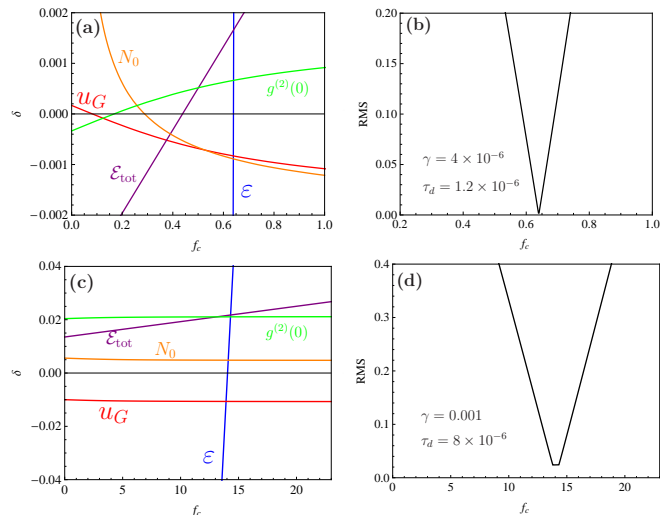 (a)
0.002
0.001
0.000
−0.001
−0.002
δ
N₀
u_G
g⁽²⁾(0)
ℰ_tot
ε
0.0 0.2 0.4 0.6 0.8 1.0
f_c
(b)
0.20
0.15
0.10
0.05
0.00
RMS
γ = 4 × 10⁻⁶
τ_d = 1.2 × 10⁻⁶
0.2 0.4 0.6 0.8 1.0
f_c
(c)
0.04
0.02
0.00
−0.02
−0.04
δ
ℰ_tot
g⁽²⁾(0)
N₀
u_G
ε
0 5 10 15 20
f_c
(d)
0.4
0.3
0.2
0.1
0.0
RMS
γ = 0.001
τ_d = 8 × 10⁻⁶
0 5 10 15 20
f_c